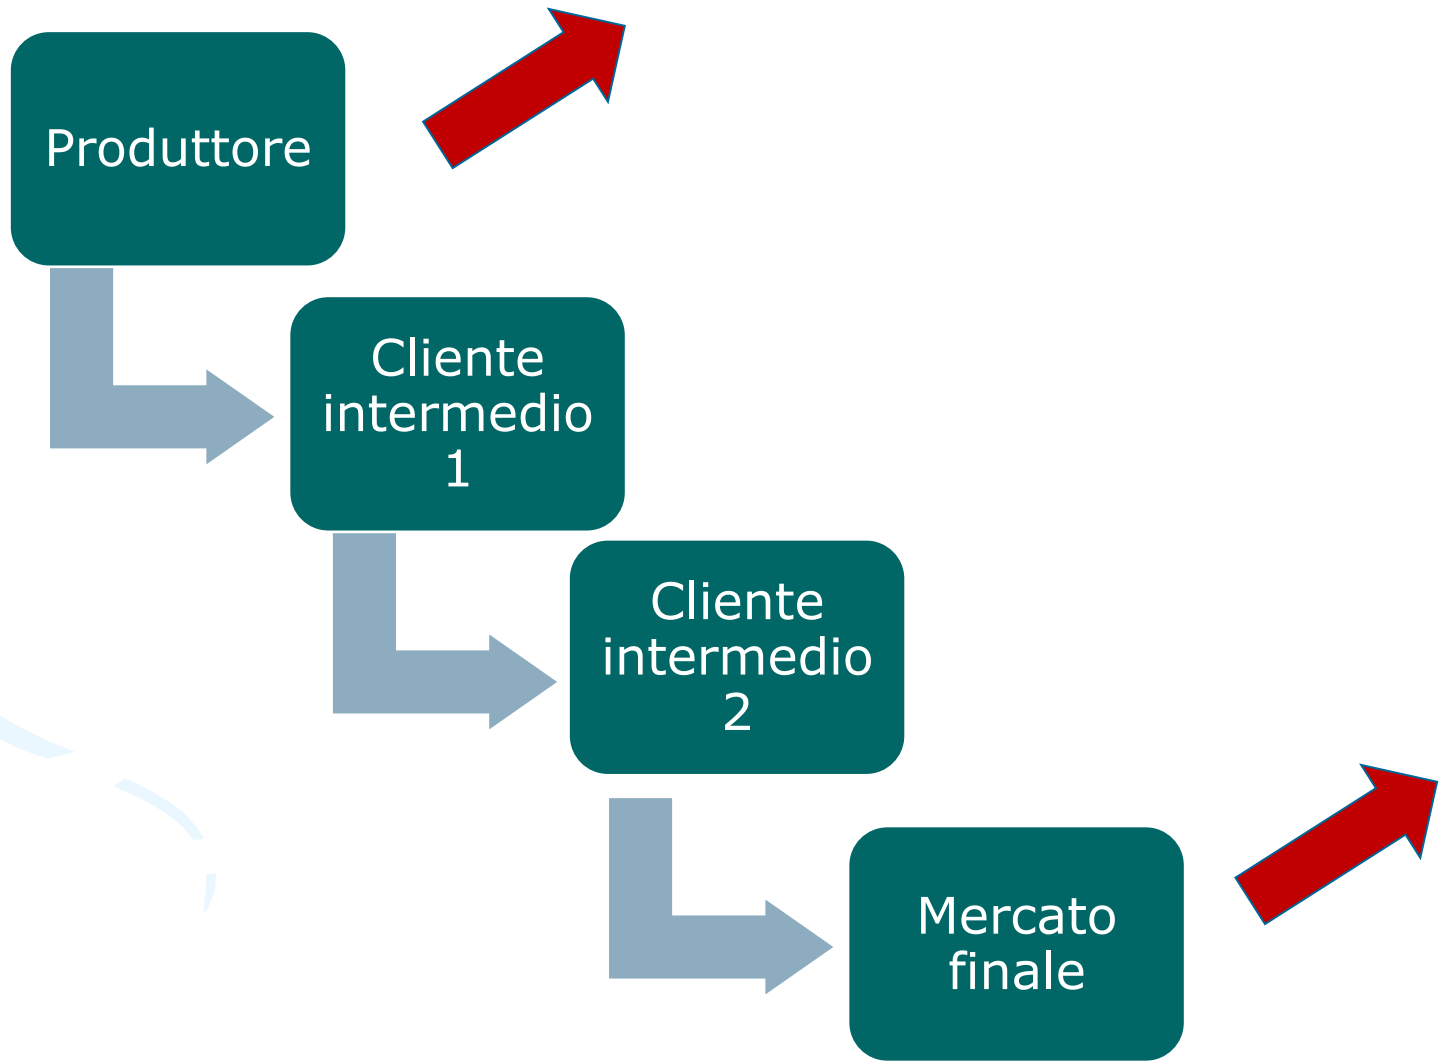 Produttore
Cliente
intermedio
1
Cliente
intermedio
2
Mercato
finale